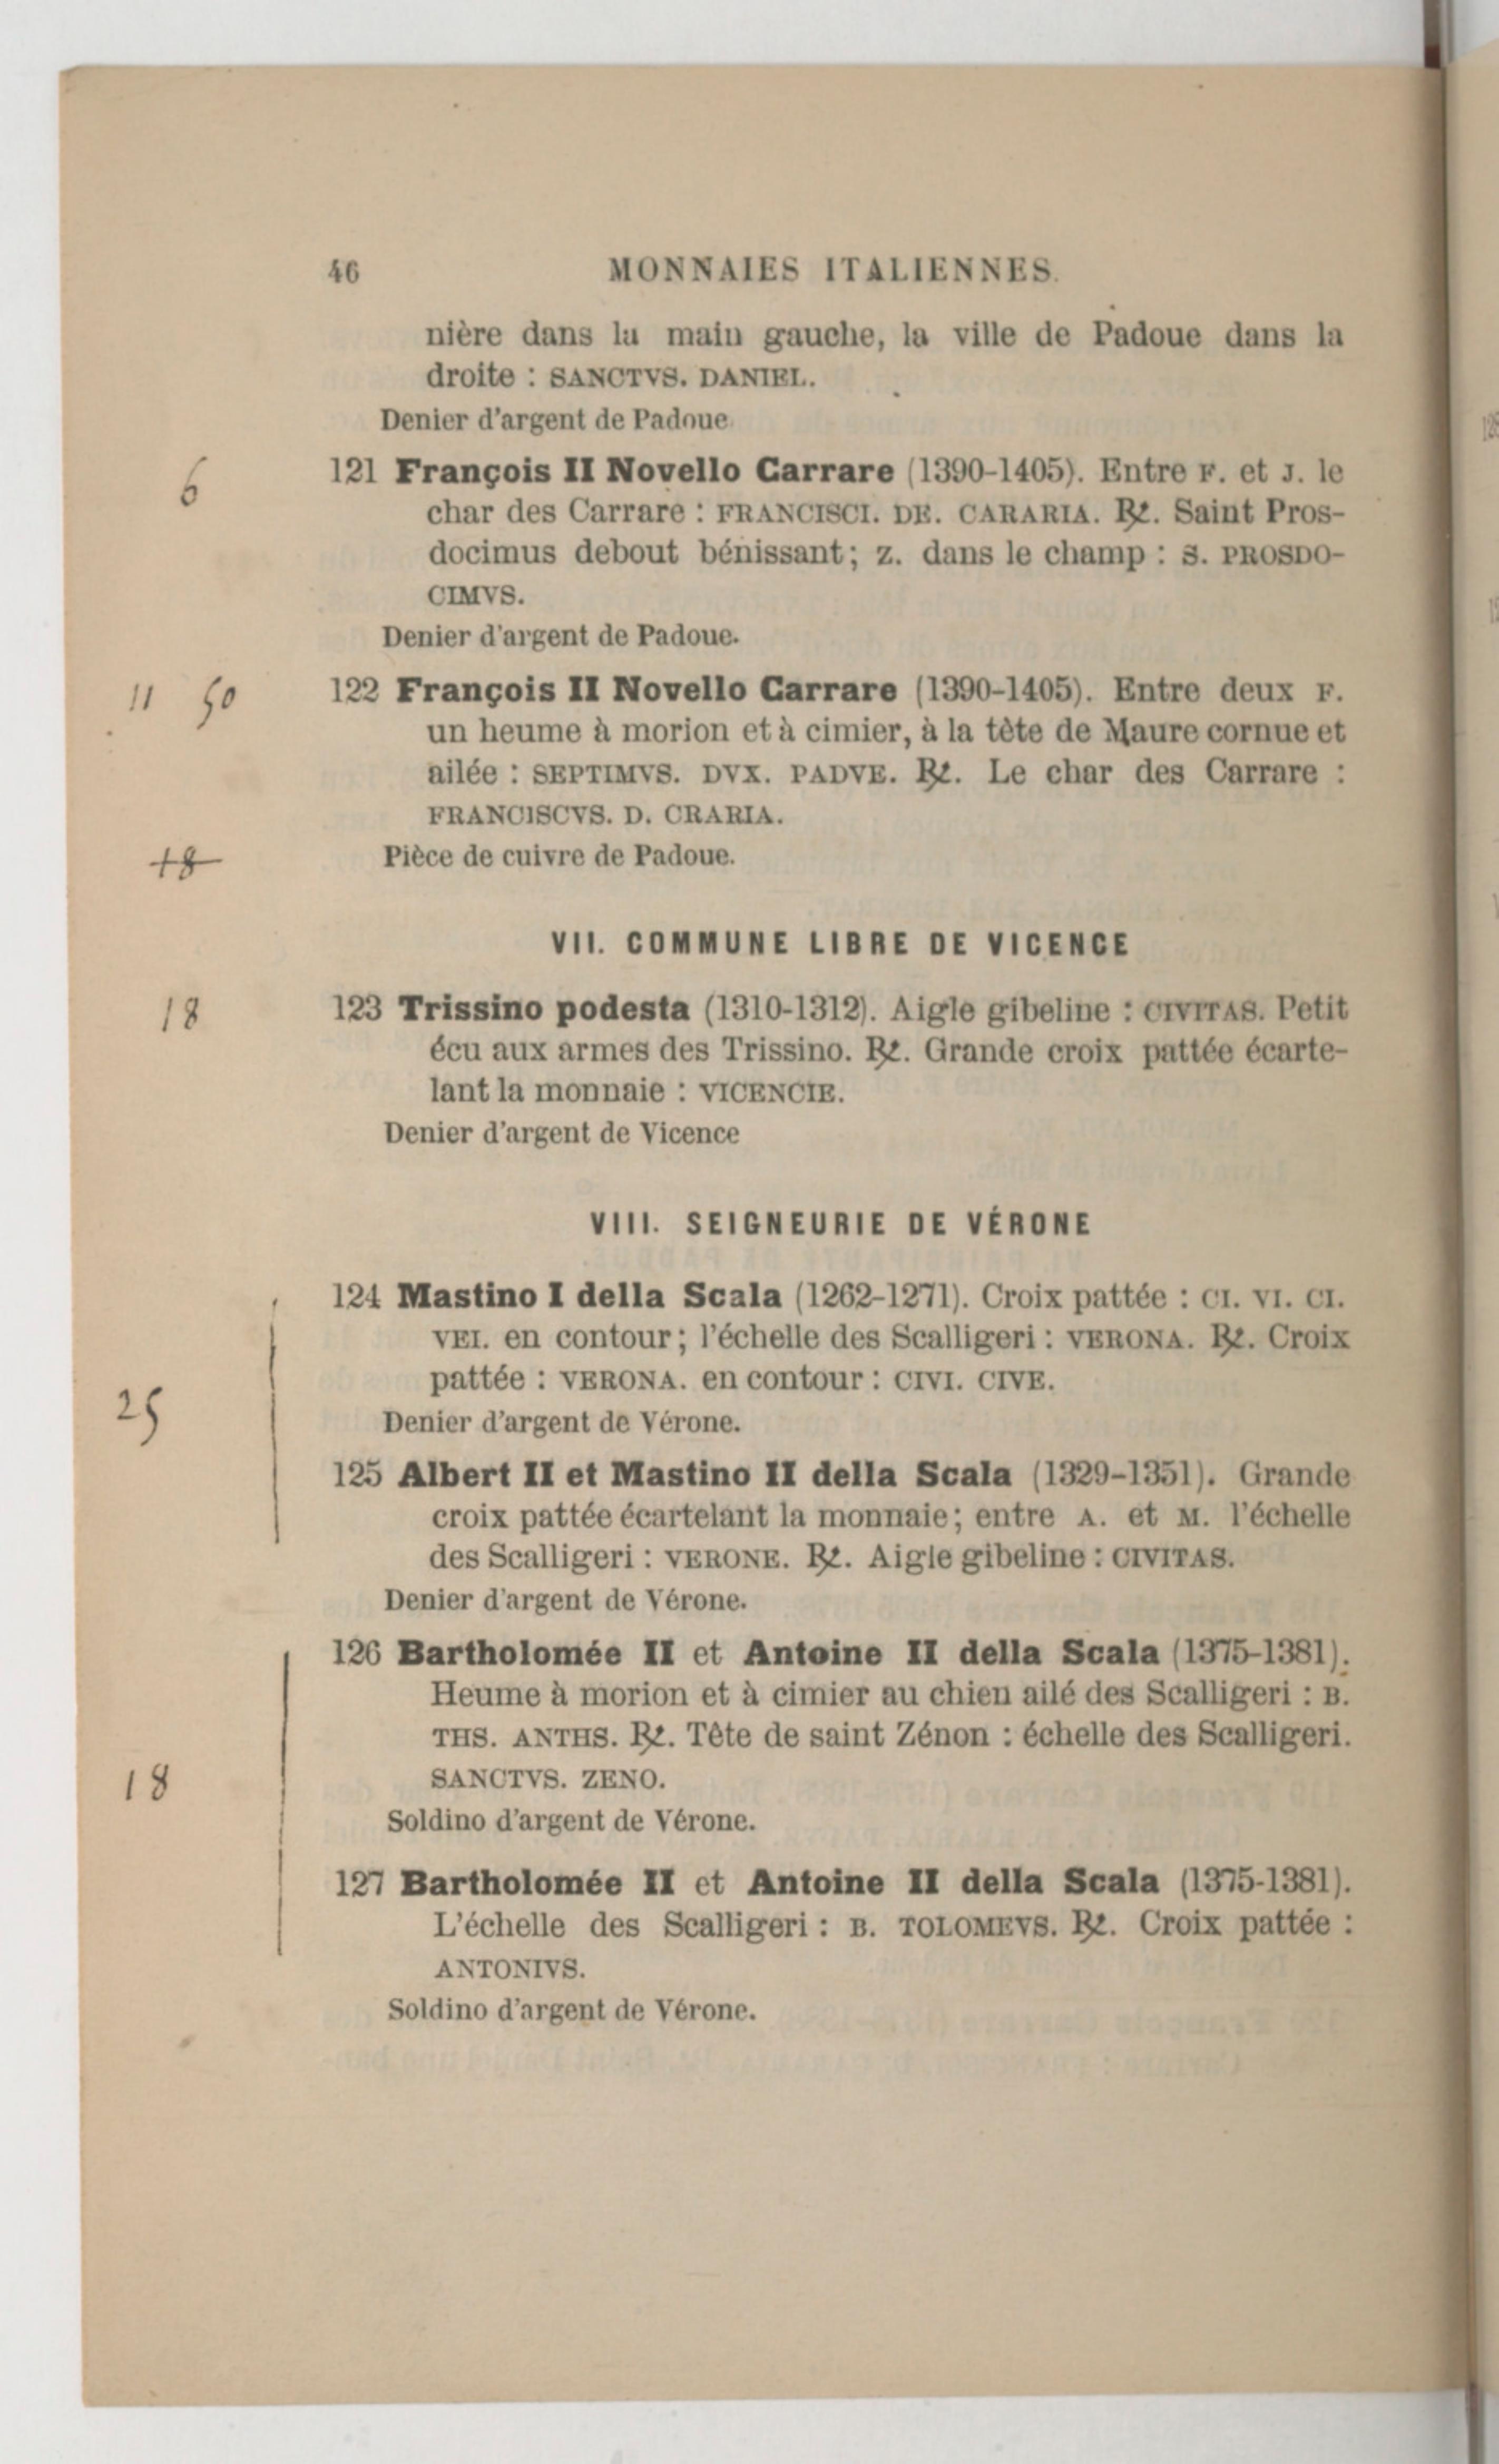 46 MONNAIES ITALIENNES.
nière dans la main gauche, la ville de Padoue dans la
droite : SANCTVS. DANIEL.
Denier d'argent de Padoue.
6
121 François II Novello Carrare (1390-1405). Entre F. et J. le
char des Carrare : FRANCISCI. DE. CARARIA. ℞. Saint Pros-
docimus debout bénissant; Z. dans le champ : S. PROSDO-
CIMVS.
Denier d'argent de Padoue.
11 50
122 François II Novello Carrare (1390-1405). Entre deux F.
un heume à morion et à cimier, à la tète de Maure cornue et
ailée : SEPTIMVS. DVX. PADVE. ℞. Le char des Carrare :
FRANCISCVS. D. CRARIA.
18
Pièce de cuivre de Padoue.
VII. COMMUNE LIBRE DE VICENCE
18
123 Trissino podesta (1310-1312). Aigle gibeline : CIVITAS. Petit
écu aux armes des Trissino. ℞. Grande croix pattée écarte-
lant la monnaie : VICENCIE.
Denier d'argent de Vicence
VIII. SEIGNEURIE DE VÉRONE
124 Mastino I della Scala (1262-1271). Croix pattée : CI. VI. CI.
VEI. en contour; l'échelle des Scalligeri : VERONA. ℞. Croix
pattée : VERONA. en contour : CIVI. CIVE.
25
Denier d'argent de Vérone.
125 Albert II et Mastino II della Scala (1329-1351). Grande
croix pattée écartelant la monnaie; entre A. et M. l'échelle
des Scalligeri : VERONE. ℞. Aigle gibeline : CIVITAS.
Denier d'argent de Vérone.
126 Bartholomée II et Antoine II della Scala (1375-1381).
Heume à morion et à cimier au chien ailé des Scalligeri : B.
THS. ANTHS. ℞. Tête de saint Zénon : échelle des Scalligeri.
18
SANCTVS. ZENO.
Soldino d'argent de Vérone.
127 Bartholomée II et Antoine II della Scala (1375-1381).
L'échelle des Scalligeri : B. TOLOMEVS. ℞. Croix pattée :
ANTONIVS.
Soldino d'argent de Vérone.